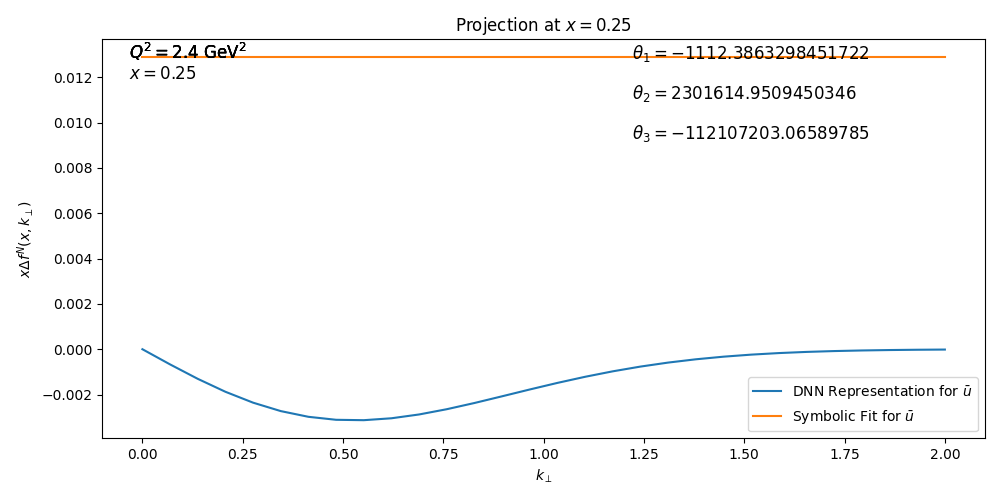 Projection at x = 0.25
Q² = 2.4 GeV²
x = 0.25
θ₁ = −1112.3863298451722
θ₂ = 2301614.9509450346
θ₃ = −112107203.06589785
0.012
0.010
0.008
0.006
0.004
0.002
0.000
−0.002
xΔf^N(x, k⊥)
DNN Representation for ū
Symbolic Fit for ū
0.00 0.25 0.50 0.75 1.00 1.25 1.50 1.75 2.00
k⊥